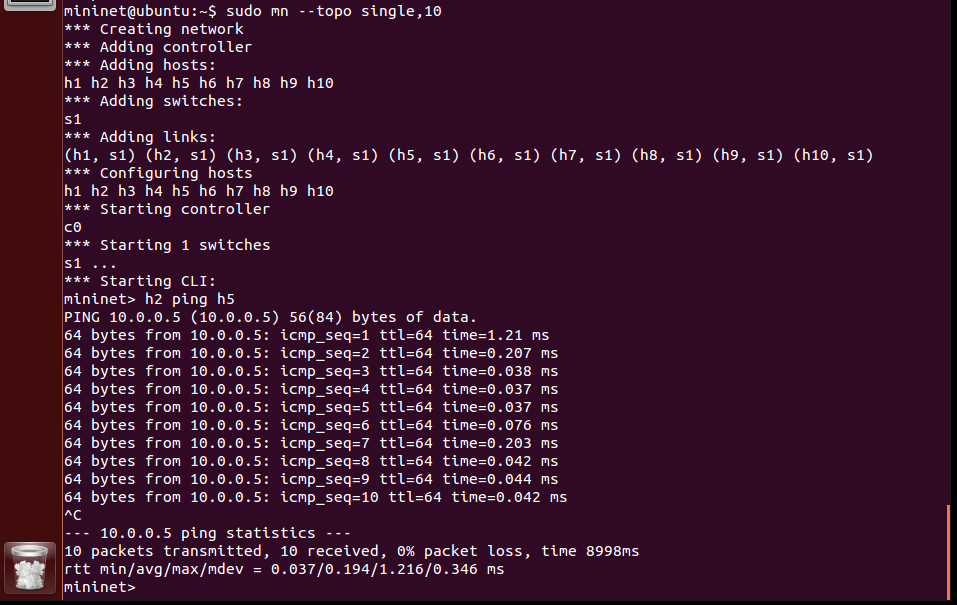 mininet@ubuntu:~$ sudo mn --topo single,10
*** Creating network
*** Adding controller
*** Adding hosts:
h1 h2 h3 h4 h5 h6 h7 h8 h9 h10
*** Adding switches:
s1
*** Adding links:
(h1, s1) (h2, s1) (h3, s1) (h4, s1) (h5, s1) (h6, s1) (h7, s1) (h8, s1) (h9, s1) (h10, s1)
*** Configuring hosts
h1 h2 h3 h4 h5 h6 h7 h8 h9 h10
*** Starting controller
c0
*** Starting 1 switches
s1 ...
*** Starting CLI:
mininet> h2 ping h5
PING 10.0.0.5 (10.0.0.5) 56(84) bytes of data.
64 bytes from 10.0.0.5: icmp_seq=1 ttl=64 time=1.21 ms
64 bytes from 10.0.0.5: icmp_seq=2 ttl=64 time=0.207 ms
64 bytes from 10.0.0.5: icmp_seq=3 ttl=64 time=0.038 ms
64 bytes from 10.0.0.5: icmp_seq=4 ttl=64 time=0.037 ms
64 bytes from 10.0.0.5: icmp_seq=5 ttl=64 time=0.037 ms
64 bytes from 10.0.0.5: icmp_seq=6 ttl=64 time=0.076 ms
64 bytes from 10.0.0.5: icmp_seq=7 ttl=64 time=0.203 ms
64 bytes from 10.0.0.5: icmp_seq=8 ttl=64 time=0.042 ms
64 bytes from 10.0.0.5: icmp_seq=9 ttl=64 time=0.044 ms
64 bytes from 10.0.0.5: icmp_seq=10 ttl=64 time=0.042 ms
^C
--- 10.0.0.5 ping statistics ---
10 packets transmitted, 10 received, 0% packet loss, time 8998ms
rtt min/avg/max/mdev = 0.037/0.194/1.216/0.346 ms
mininet>